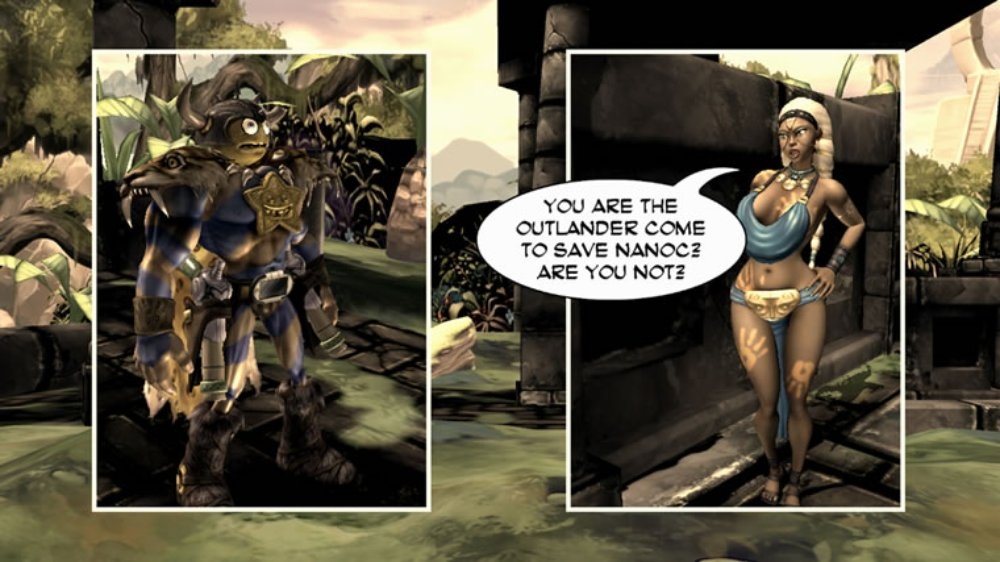 YOU ARE THE
OUTLANDER COME
TO SAVE NANOC?
ARE YOU NOT?